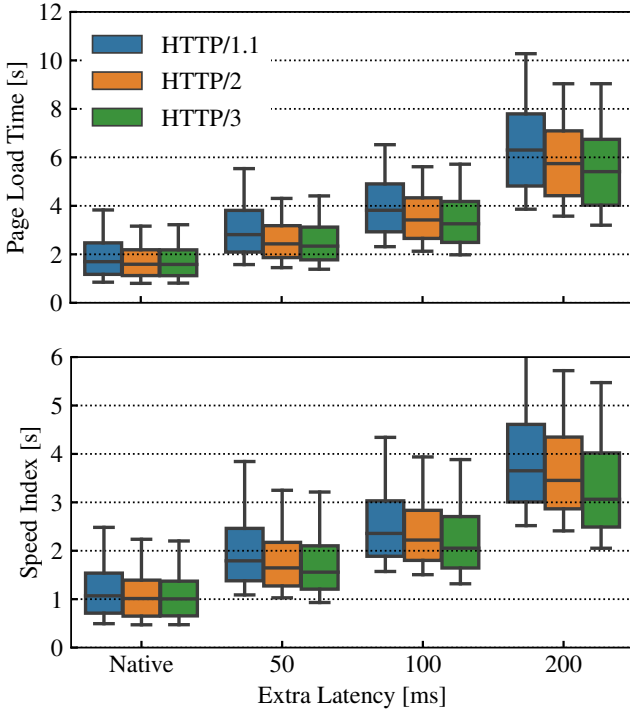 12
10
8
6
4
2
0
Page Load Time [s]
HTTP/1.1
HTTP/2
HTTP/3
6
5
4
3
2
1
0
Speed Index [s]
Native
50
100
200
Extra Latency [ms]